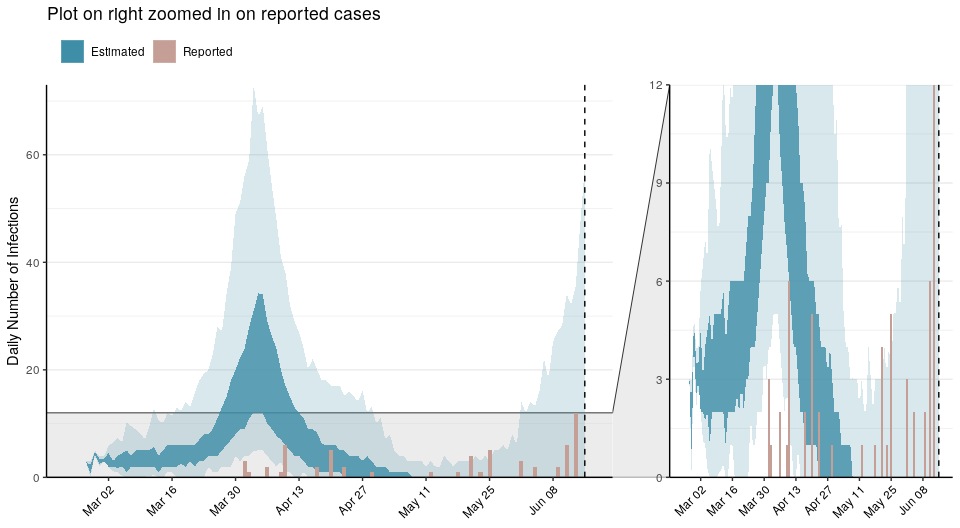 Plot on right zoomed in on reported cases
Estimated Reported
Daily Number of Infections
60
40
20
0
Mar 02 Mar 16 Mar 30 Apr 13 Apr 27 May 11 May 25 Jun 08
12
9
6
3
0
Mar 02 Mar 16 Mar 30 Apr 13 Apr 27 May 11 May 25 Jun 08